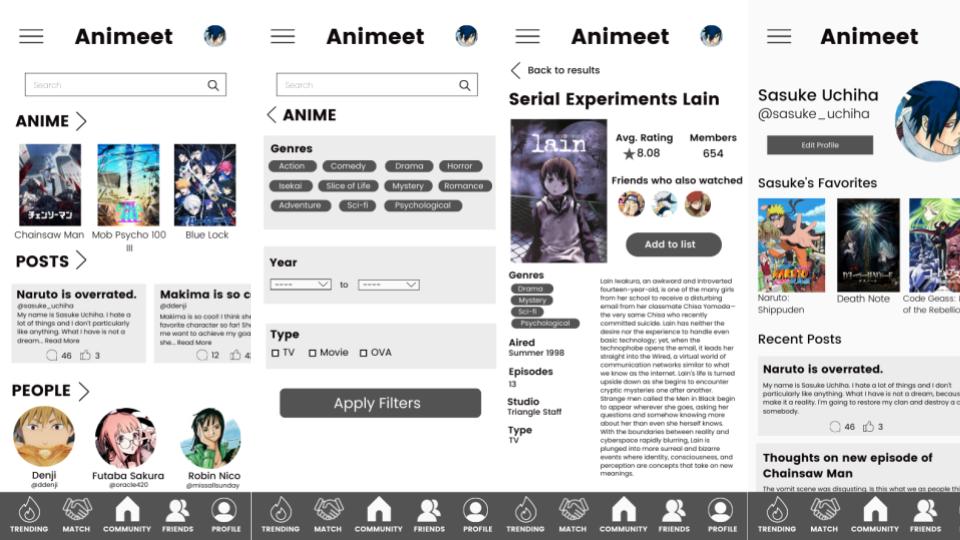 Animeet
Search
ANIME
チェンソーマン
Chainsaw Man
Mob Psycho 100
III
Blue Lock
POSTS
Naruto is overrated.
@sasuke_uchiha
My name is Sasuke Uchiha. I hate a
lot of things and I don't particularly
like anything. What I have is not a
dream... Read More
46
3
Makima is so c
@ddenji
Makima is so cool! I think she
favorite character so far! She
me want to achieve my goa
she... Read More
12
4
PEOPLE
Denji
@ddenji
Futaba Sakura
@oracle420
Robin Nico
@missallsunday
TRENDING
MATCH
COMMUNITY
FRIENDS
PROFILE
Animeet
Search
ANIME
Genres
Action
Comedy
Drama
Horror
Isekai
Slice of Life
Mystery
Romance
Adventure
Sci-fi
Psychological
Year
----
to
----
Type
TV
Movie
OVA
Apply Filters
TRENDING
MATCH
COMMUNITY
FRIENDS
PROFILE
Animeet
Back to results
Serial Experiments Lain
lain
Avg. Rating
8.08
Members
654
Friends who also watched
Add to list
Genres
Drama
Mystery
Sci-fi
Psychological
Aired
Summer 1998
Episodes
13
Studio
Triangle Staff
Type
TV
Lain Iwakura, an awkward and introverted
fourteen-year-old, is one of the many girls
from her school to receive a disturbing
email from her classmate Chisa Yomoda—
the very same Chisa who recently
committed suicide. Lain has neither the
desire nor the experience to handle even
basic technology; yet, when the
technophobe opens the email, it leads her
straight into the Wired, a virtual world of
communication networks similar to what
we know as the internet. Lain's life is turned
upside down as she begins to encounter
cryptic mysteries one after another.
Strange men called the Men in Black begin
to appear wherever she goes, asking her
questions and somehow knowing more
about her than even she herself knows.
With the boundaries between reality and
cyberspace rapidly blurring, Lain is
plunged into more surreal and bizarre
events where identity, consciousness, and
perception are concepts that take on new
meanings.
TRENDING
MATCH
COMMUNITY
FRIENDS
PROFILE
Animeet
Sasuke Uchiha
@sasuke_uchiha
Edit Profile
Sasuke's Favorites
NARUTO
Naruto:
Shippuden
Death Note
Code Geass: L
of the Rebellio
Recent Posts
Naruto is overrated.
My name is Sasuke Uchiha. I hate a lot of things and I don't
particularly like anything. What I have is not a dream, becaus
make it a reality. I'm going to restore my clan and destroy a c
somebody.
46
3
Thoughts on new episode of
Chainsaw Man
The vomit scene was disgusting. Is this what we as people thi
TRENDING
MATCH
COMMUNITY
FRIENDS
PROFILE